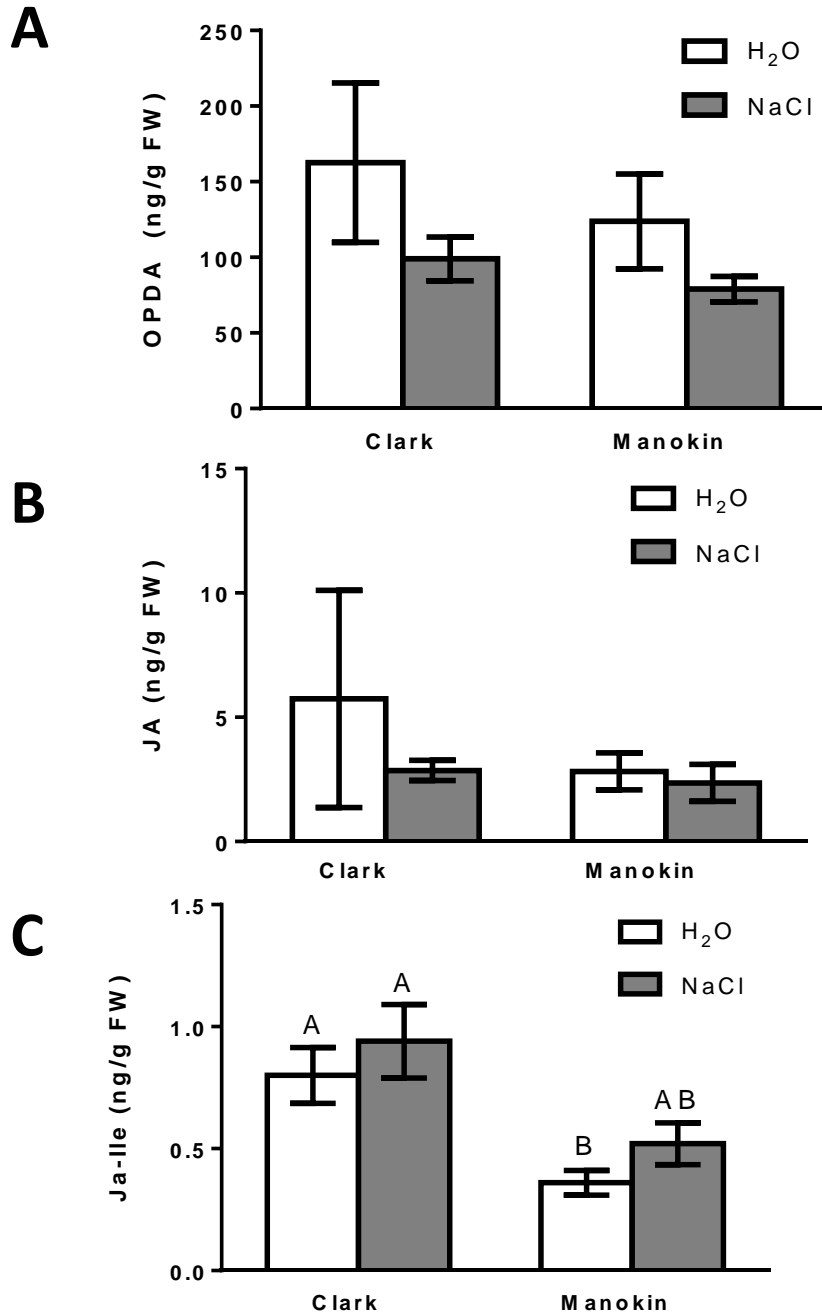 A
OPDA (ng/g FW)
250
200
150
100
50
0
H₂O
NaCl
Clark Manokin
B
JA (ng/g FW)
15
10
5
0
H₂O
NaCl
Clark Manokin
C
Ja-Ile (ng/g FW)
1.5
1.0
0.5
0.0
H₂O
NaCl
A
A
B
A B
Clark Manokin